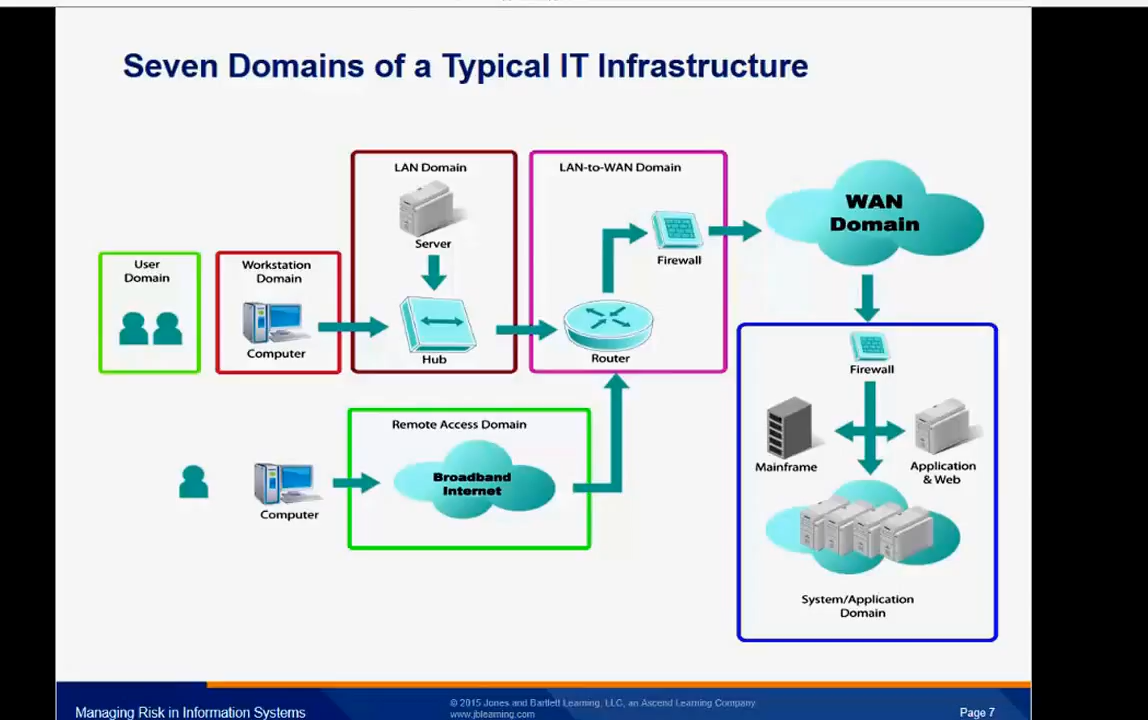 Seven Domains of a Typical IT Infrastructure
LAN Domain
LAN-to-WAN Domain
WAN
Domain
Server
Firewall
User
Domain
Workstation
Domain
Computer
Hub
Router
Firewall
Remote Access Domain
Broadband
Internet
Computer
Mainframe
Application
& Web
System/Application
Domain
Managing Risk in Information Systems
© 2015 Jones and Bartlett Learning, LLC, an Ascend Learning Company
www.jblearning.com
Page 7